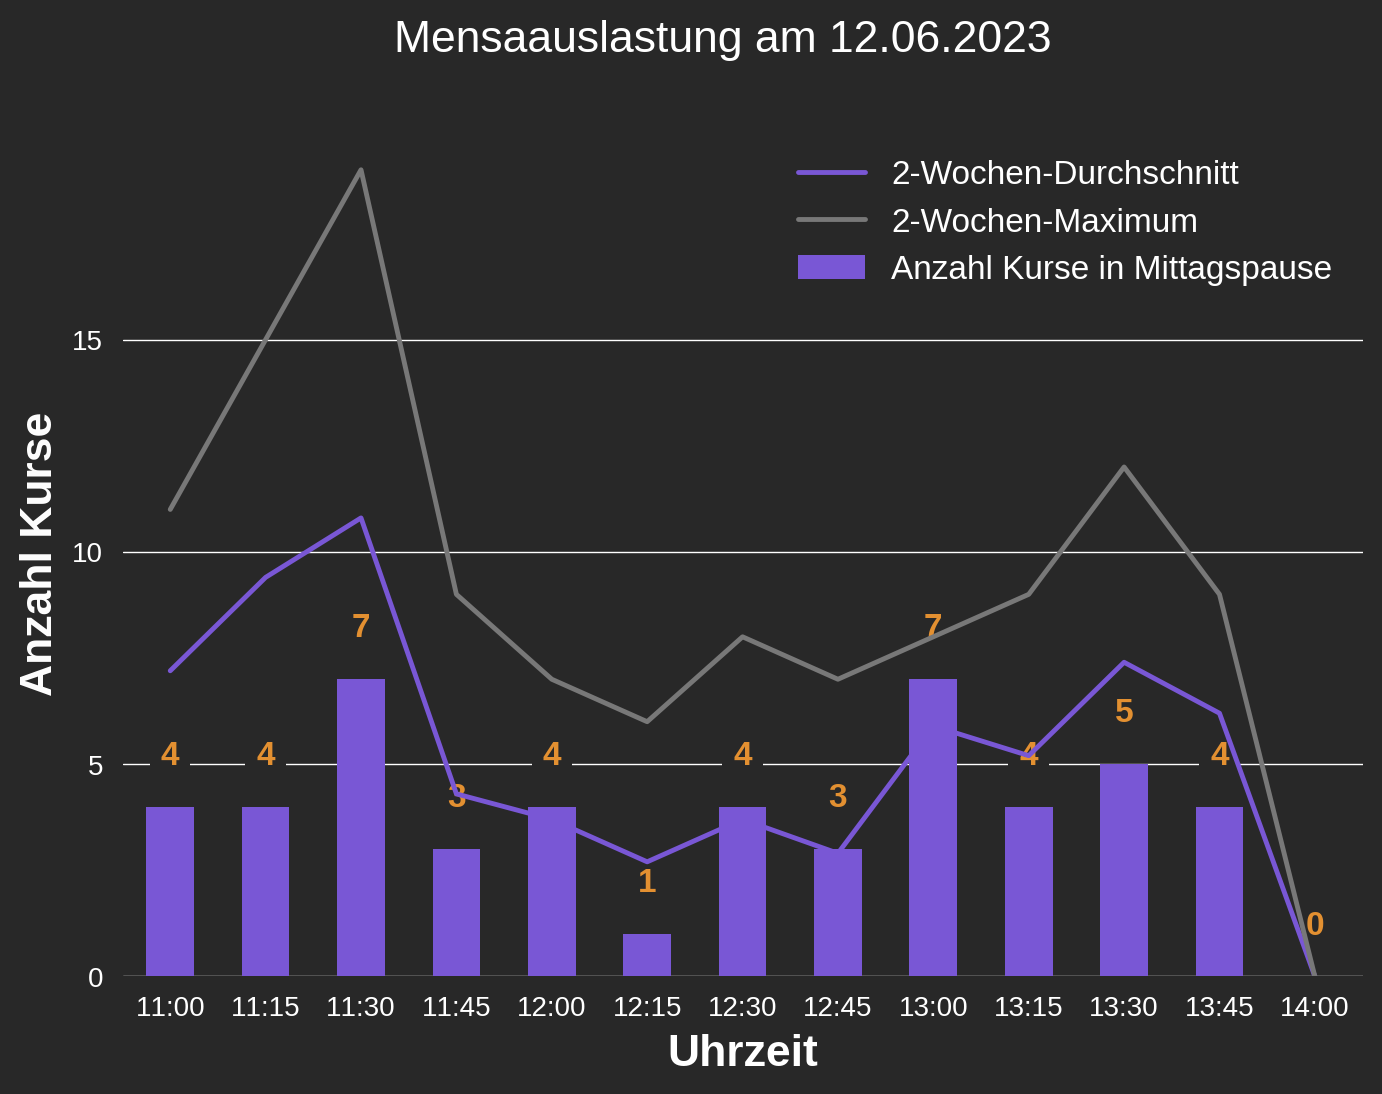 Mensaauslastung am 12.06.2023
2-Wochen-Durchschnitt
2-Wochen-Maximum
Anzahl Kurse in Mittagspause
Anzahl Kurse
15
10
5
0
4
4
7
3
4
1
4
3
7
4
5
4
0
11:00 11:15 11:30 11:45 12:00 12:15 12:30 12:45 13:00 13:15 13:30 13:45 14:00
Uhrzeit